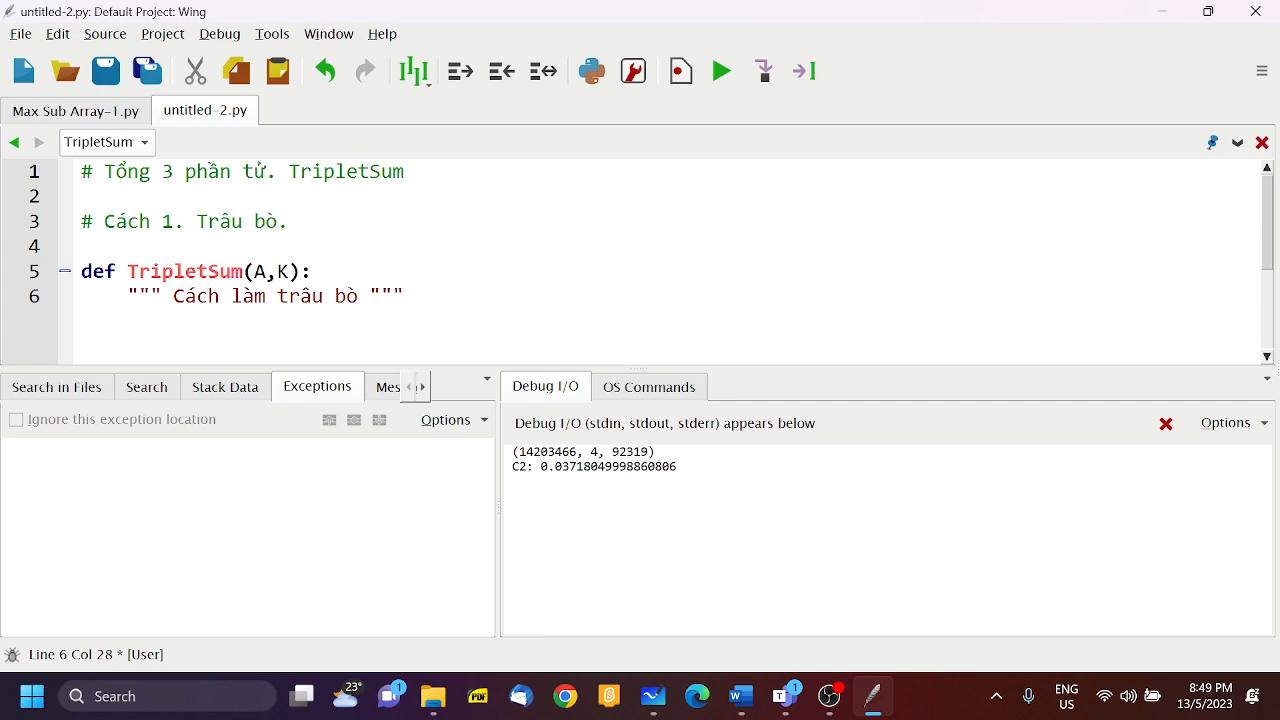 untitled-2.py: Default Project: Wing
File Edit Source Project Debug Tools Window Help
Max Sub Array-1.py untitled-2.py
TripletSum
1 # Tổng 3 phần tử. TripletSum
2
3 # Cách 1. Trâu bò.
4
5 def TripletSum(A,K):
6 """ Cách làm trâu bò """
Search in Files Search Stack Data Exceptions Mes
Debug I/O OS Commands
Ignore this exception location Options
Debug I/O (stdin, stdout, stderr) appears below Options
(14203466, 4, 92319)
C2: 0.03718049998860806
Line 6 Col 28 * [User]
Search
23°
1
PDF
1
ENG
US
8:49 PM
13/5/2023